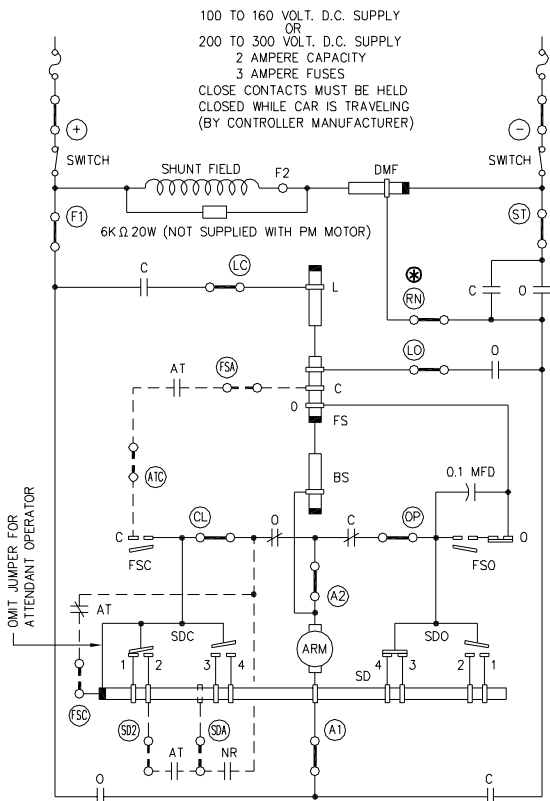 100 TO 160 VOLT. D.C. SUPPLY
OR
200 TO 300 VOLT. D.C. SUPPLY
2 AMPERE CAPACITY
3 AMPERE FUSES
CLOSE CONTACTS MUST BE HELD
CLOSED WHILE CAR IS TRAVELING
(BY CONTROLLER MANUFACTURER)
+
-
SWITCH
SWITCH
SHUNT FIELD
F2
DMF
F1
ST
6K Ω 20W (NOT SUPPLIED WITH PM MOTOR)
C
LC
L
⊛
RN
C
O
LO
O
AT
FSA
C
O
FS
ATC
BS
0.1 MFD
C
FSC
CL
O
C
OP
FSO
O
OMIT JUMPER FOR
ATTENDANT OPERATOR
AT
A2
SDC
ARM
SDO
1 2 3 4
4 3 2 1
SD
FSC
SD2
AT
SDA
NR
A1
O
C